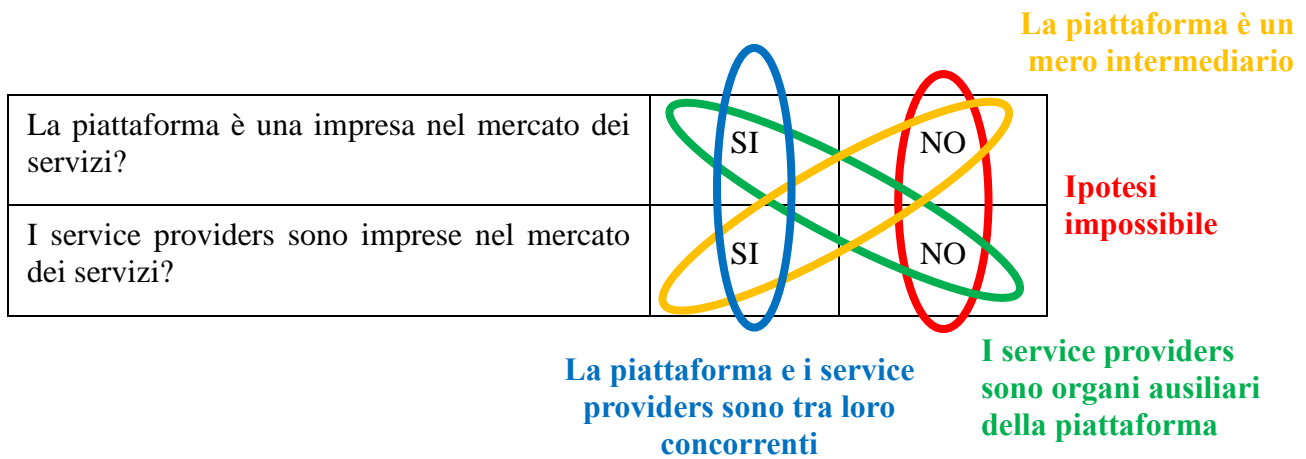 La piattaforma è un
mero intermediario
La piattaforma è una impresa nel mercato dei
servizi?
SI
NO
Ipotesi
impossibile
I service providers sono imprese nel mercato
dei servizi?
SI
NO
La piattaforma e i service
providers sono tra loro
concorrenti
I service providers
sono organi ausiliari
della piattaforma